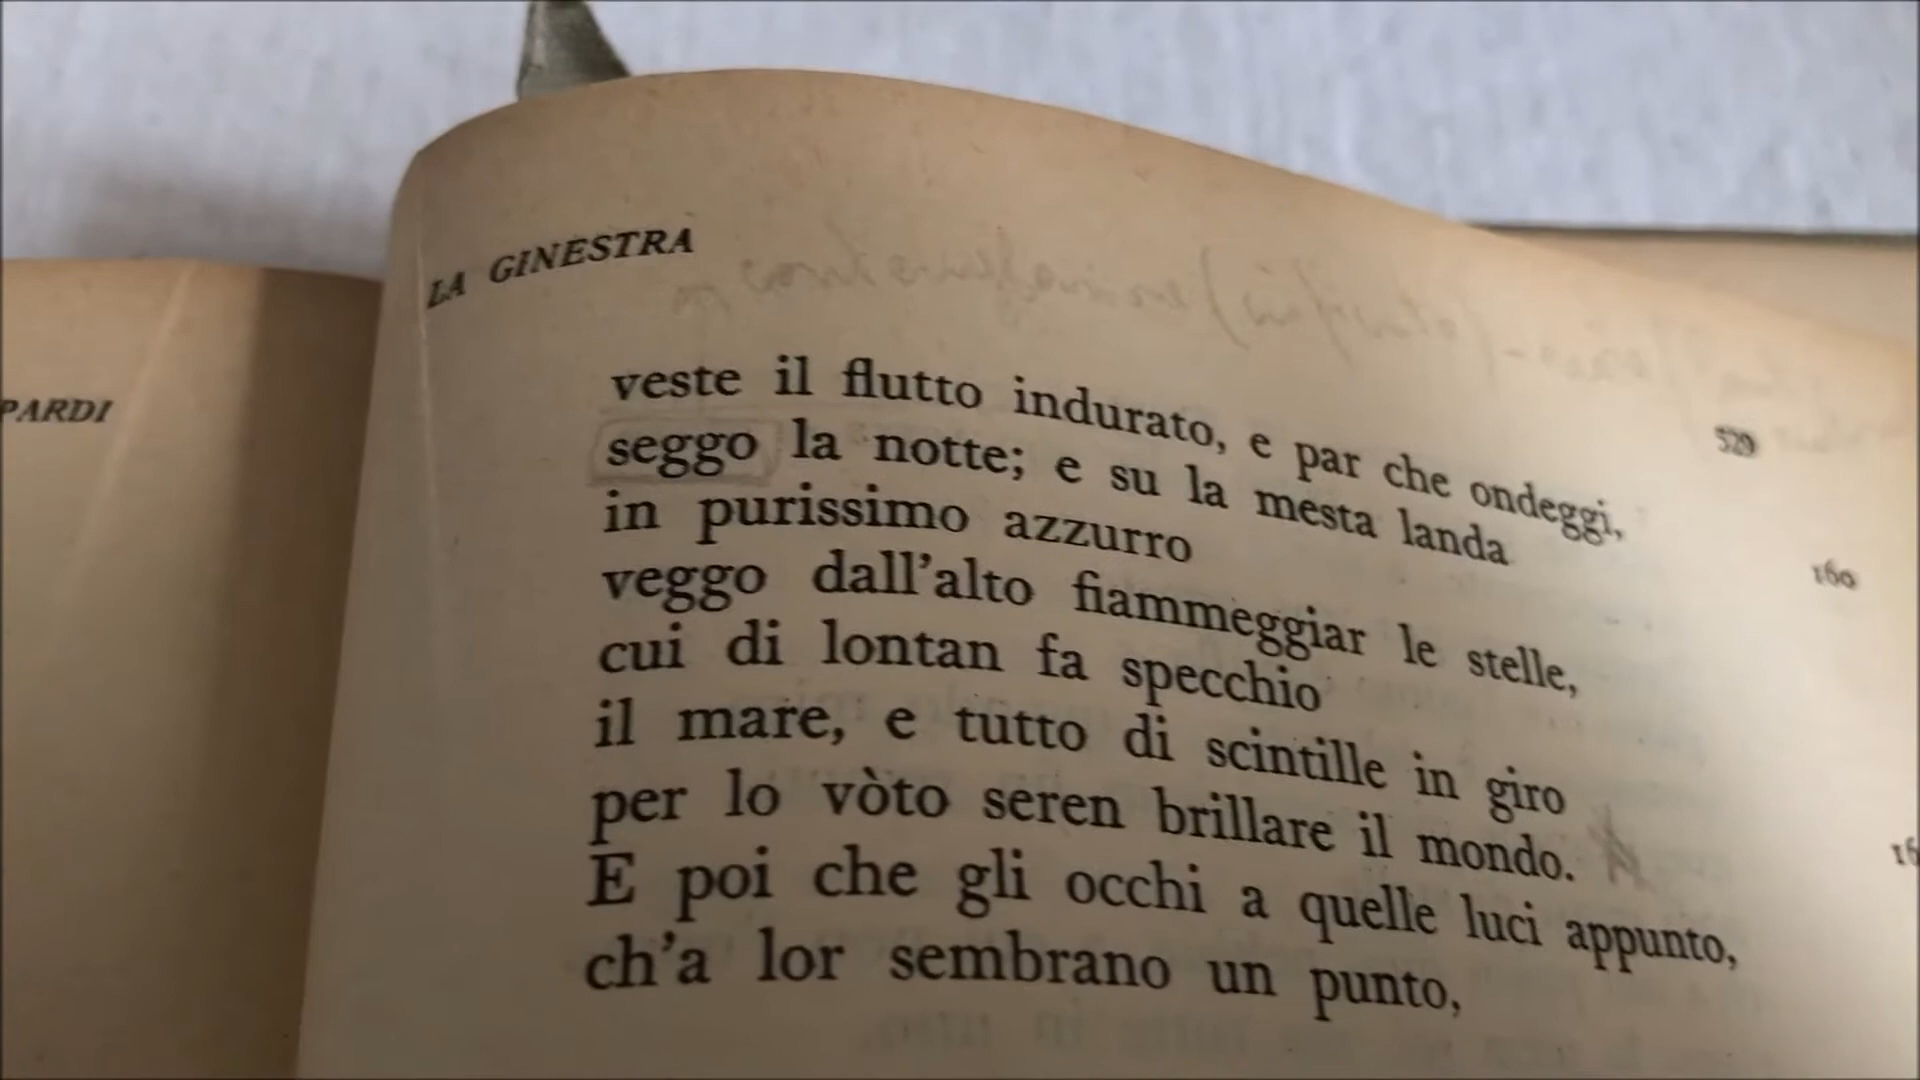 PARDI
LA GINESTRA
529
veste il flutto indurato, e par che ondeggi,
seggo la notte; e su la mesta landa
160
in purissimo azzurro
veggo dall'alto fiammeggiar le stelle,
cui di lontan fa specchio
il mare, e tutto di scintille in giro
per lo vòto seren brillare il mondo.
E poi che gli occhi a quelle luci appunto,
ch'a lor sembrano un punto,